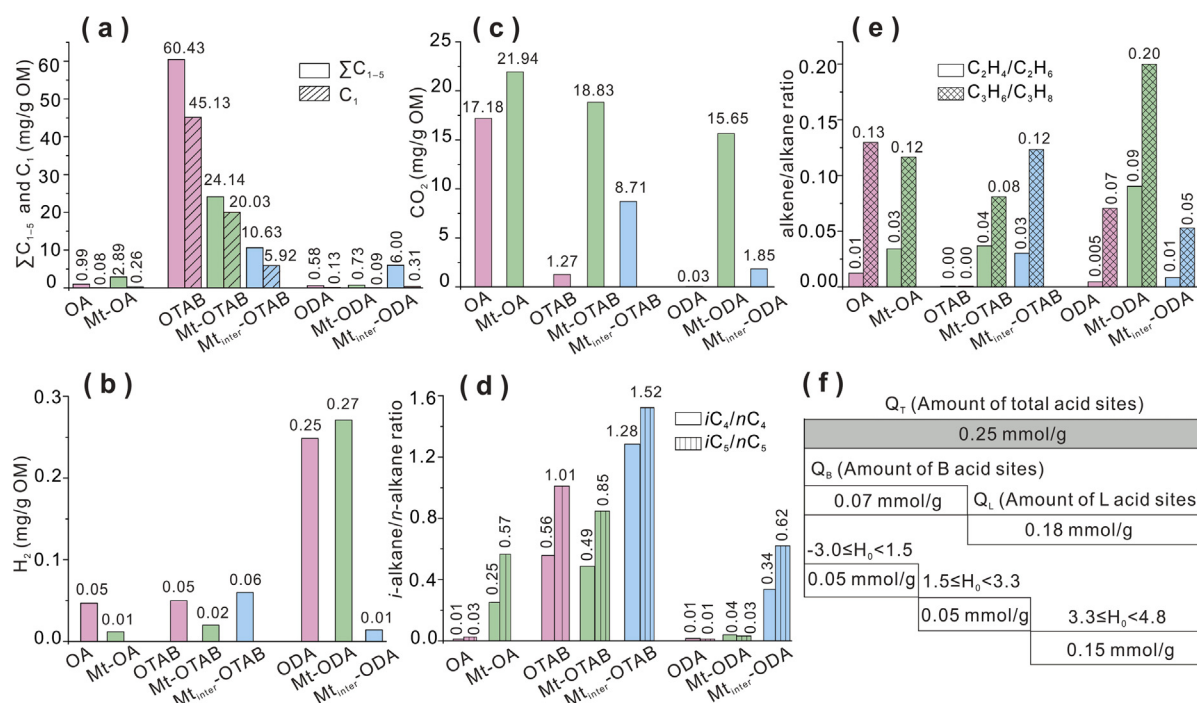 ( a )
∑C₁₋₅ and C₁ (mg/g OM)
60
50
40
30
20
10
0
∑C₁₋₅
C₁
0.99
0.08
2.89
0.26
60.43
45.13
24.14
20.03
10.63
5.92
0.58
0.13
0.73
0.09
6.00
0.31
OA
Mt-OA
OTAB
Mt-OTAB
Mtᵢₙₜₑᵣ-OTAB
ODA
Mt-ODA
Mtᵢₙₜₑᵣ-ODA
( c )
CO₂ (mg/g OM)
25
20
15
10
5
0
17.18
21.94
1.27
18.83
8.71
0.03
15.65
1.85
OA
Mt-OA
OTAB
Mt-OTAB
Mtᵢₙₜₑᵣ-OTAB
ODA
Mt-ODA
Mtᵢₙₜₑᵣ-ODA
( e )
alkene/alkane ratio
0.20
0.15
0.10
0.05
0.00
C₂H₄/C₂H₆
C₃H₆/C₃H₈
0.01
0.13
0.03
0.12
0.00
0.00
0.04
0.08
0.03
0.12
0.005
0.07
0.09
0.20
0.01
0.05
OA
Mt-OA
OTAB
Mt-OTAB
Mtᵢₙₜₑᵣ-OTAB
ODA
Mt-ODA
Mtᵢₙₜₑᵣ-ODA
( b )
H₂ (mg/g OM)
0.3
0.2
0.1
0.0
0.05
0.01
0.05
0.02
0.06
0.25
0.27
0.01
OA
Mt-OA
OTAB
Mt-OTAB
Mtᵢₙₜₑᵣ-OTAB
ODA
Mt-ODA
Mtᵢₙₜₑᵣ-ODA
( d )
i-alkane/n-alkane ratio
1.6
1.2
0.8
0.4
0.0
iC₄/nC₄
iC₅/nC₅
0.01
0.03
0.25
0.57
0.56
1.01
0.49
0.85
1.28
1.52
0.01
0.01
0.04
0.03
0.34
0.62
OA
Mt-OA
OTAB
Mt-OTAB
Mtᵢₙₜₑᵣ-OTAB
ODA
Mt-ODA
Mtᵢₙₜₑᵣ-ODA
( f )
Q_T (Amount of total acid sites)
0.25 mmol/g
Q_B (Amount of B acid sites)
0.07 mmol/g
Q_L (Amount of L acid sites
0.18 mmol/g
-3.0≤H₀<1.5
0.05 mmol/g
1.5≤H₀<3.3
0.05 mmol/g
3.3≤H₀<4.8
0.15 mmol/g